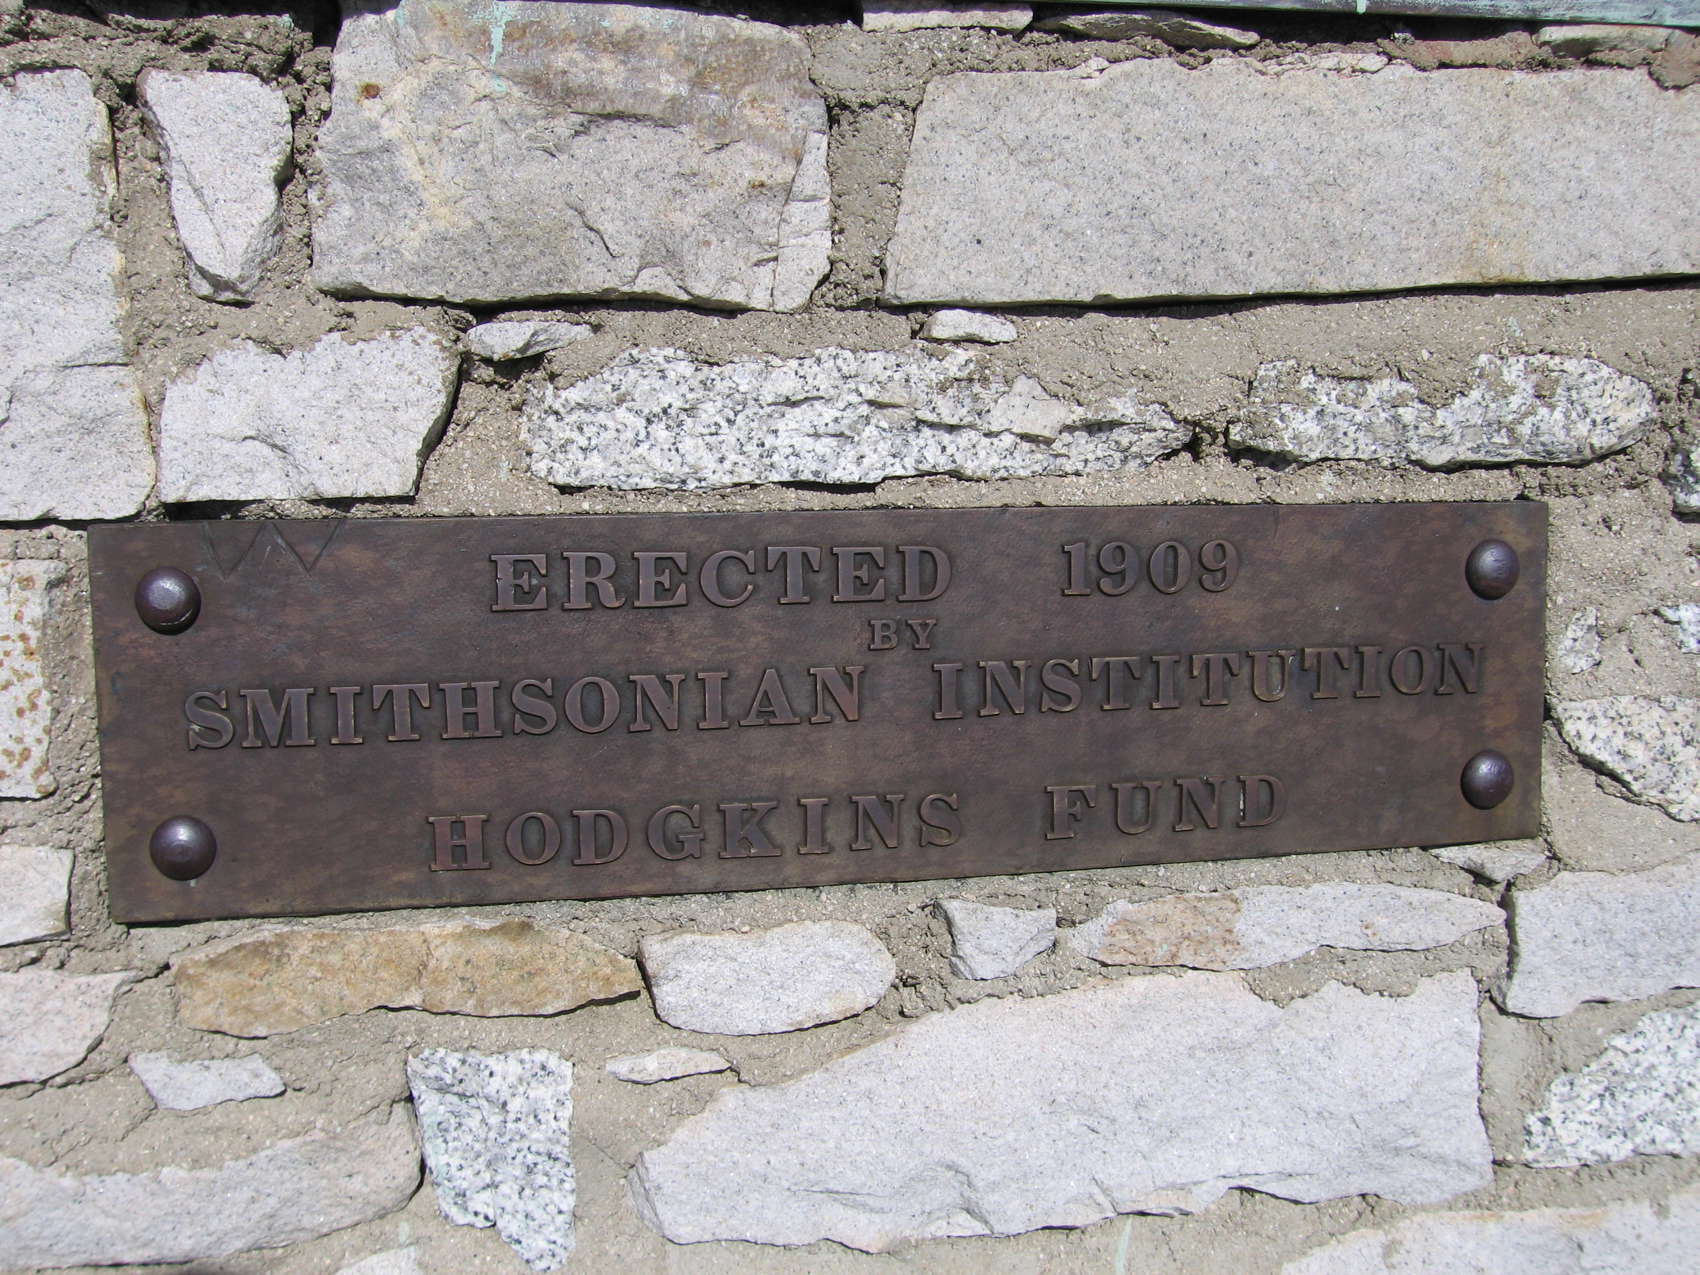 ERECTED 1909
BY
SMITHSONIAN INSTITUTION
HODGKINS FUND